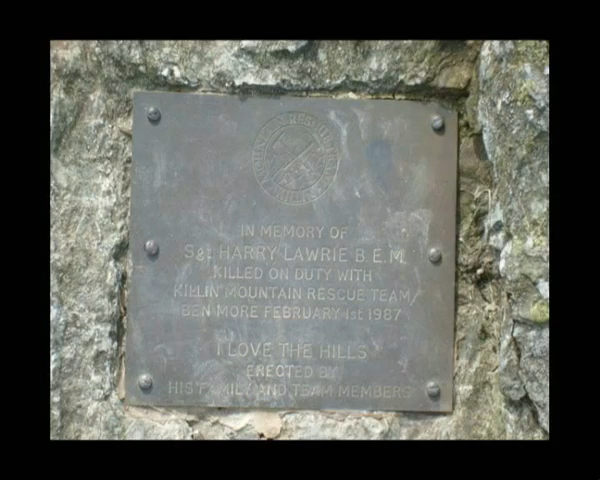 IN MEMORY OF
Sgt HARRY LAWRIE B.E.M.
KILLED ON DUTY WITH
KILLIN MOUNTAIN RESCUE TEAM
BEN MORE FEBRUARY 1st 1987
I LOVE THE HILLS
ERECTED BY
HIS FAMILY AND TEAM MEMBERS